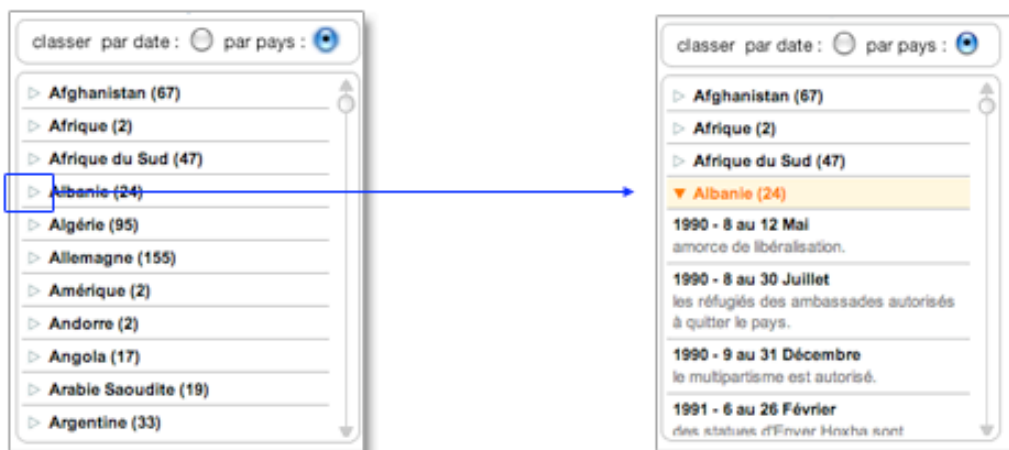 classer par date : par pays :
Afghanistan (67)
Afrique (2)
Afrique du Sud (47)
Albanie (24)
Algérie (95)
Allemagne (155)
Amérique (2)
Andorre (2)
Angola (17)
Arabie Saoudite (19)
Argentine (33)
classer par date : par pays :
Afghanistan (67)
Afrique (2)
Afrique du Sud (47)
Albanie (24)
1990 - 8 au 12 Mai
amorce de libéralisation.
1990 - 8 au 30 Juillet
les réfugiés des ambassades autorisés
à quitter le pays.
1990 - 9 au 31 Décembre
le multipartisme est autorisé.
1991 - 6 au 26 Février
des statues d'Enver Hoxha sont